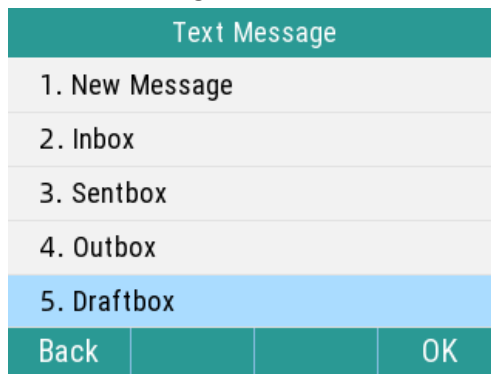 Text Message
1. New Message
2. Inbox
3. Sentbox
4. Outbox
5. Draftbox
Back OK